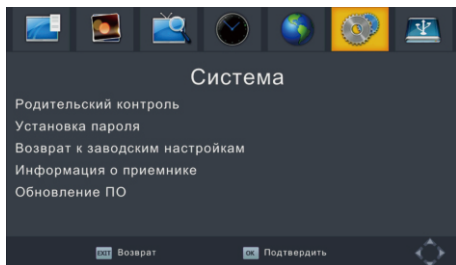 Система
Родительский контроль
Установка пароля
Возврат к заводским настройкам
Информация о приемнике
Обновление ПО
EXIT Возврат OK Подтвердить